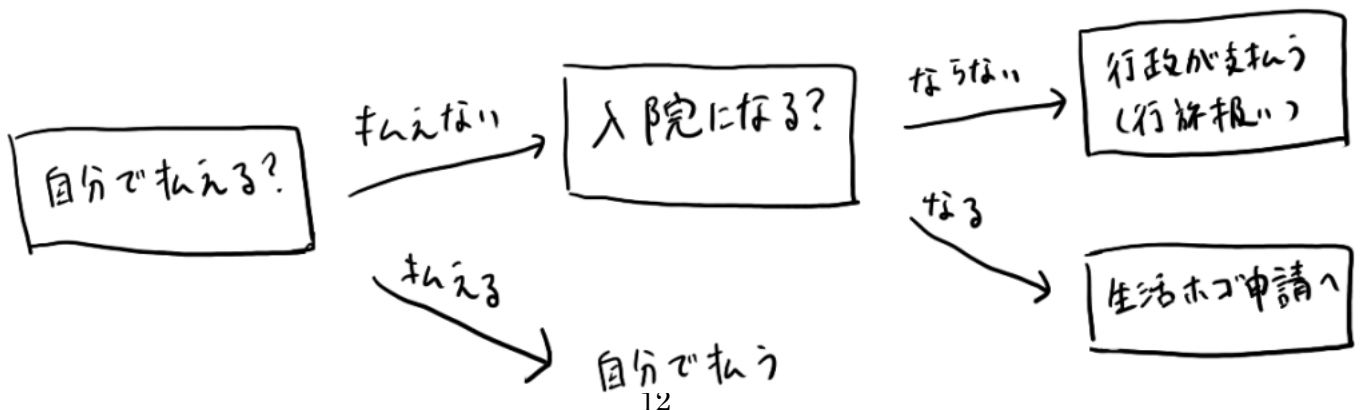 自分で払える?
払えない
払える
入院になる?
自分で払う
ならない
なる
行政が支払う
(行旅扱い)
生活ホゴ申請へ
12